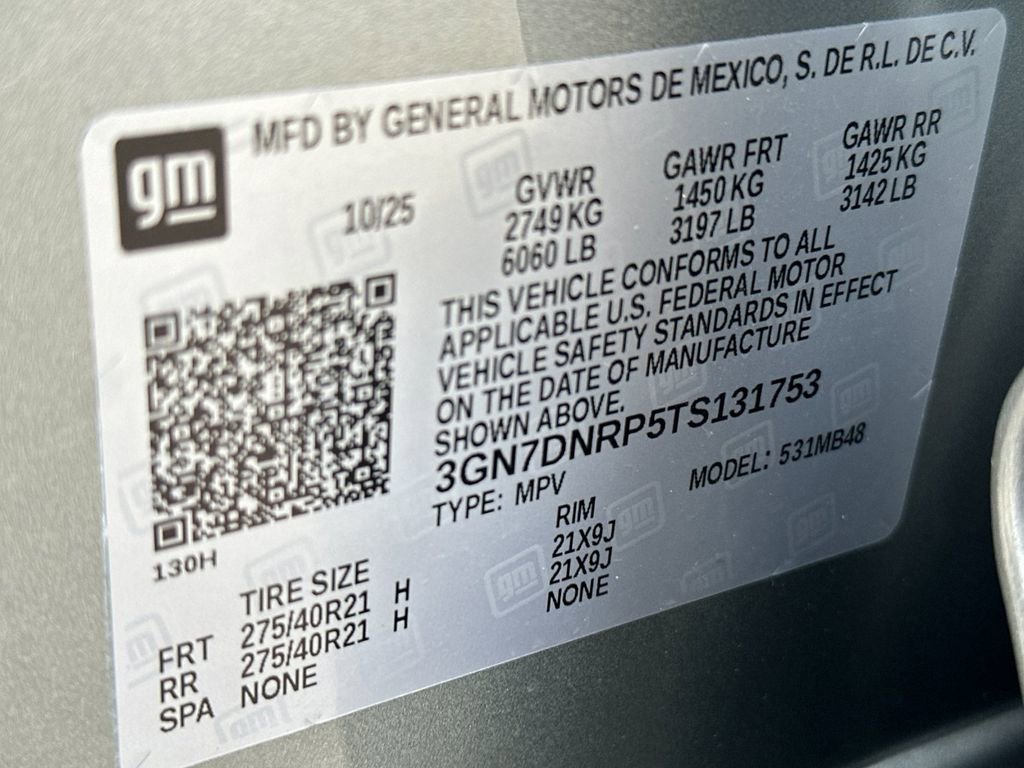 gm
MFD BY GENERAL MOTORS DE MEXICO, S. DE R.L. DE C.V.
10/25
GVWR
2749 KG
6060 LB
GAWR FRT
1450 KG
3197 LB
GAWR RR
1425 KG
3142 LB
THIS VEHICLE CONFORMS TO ALL
APPLICABLE U.S. FEDERAL MOTOR
VEHICLE SAFETY STANDARDS IN EFFECT
ON THE DATE OF MANUFACTURE
SHOWN ABOVE.
3GN7DNRP5TS131753
TYPE: MPV
MODEL: 531MB48
130H
TIRE SIZE RIM
FRT 275/40R21 H 21X9J
RR 275/40R21 H 21X9J
SPA NONE NONE